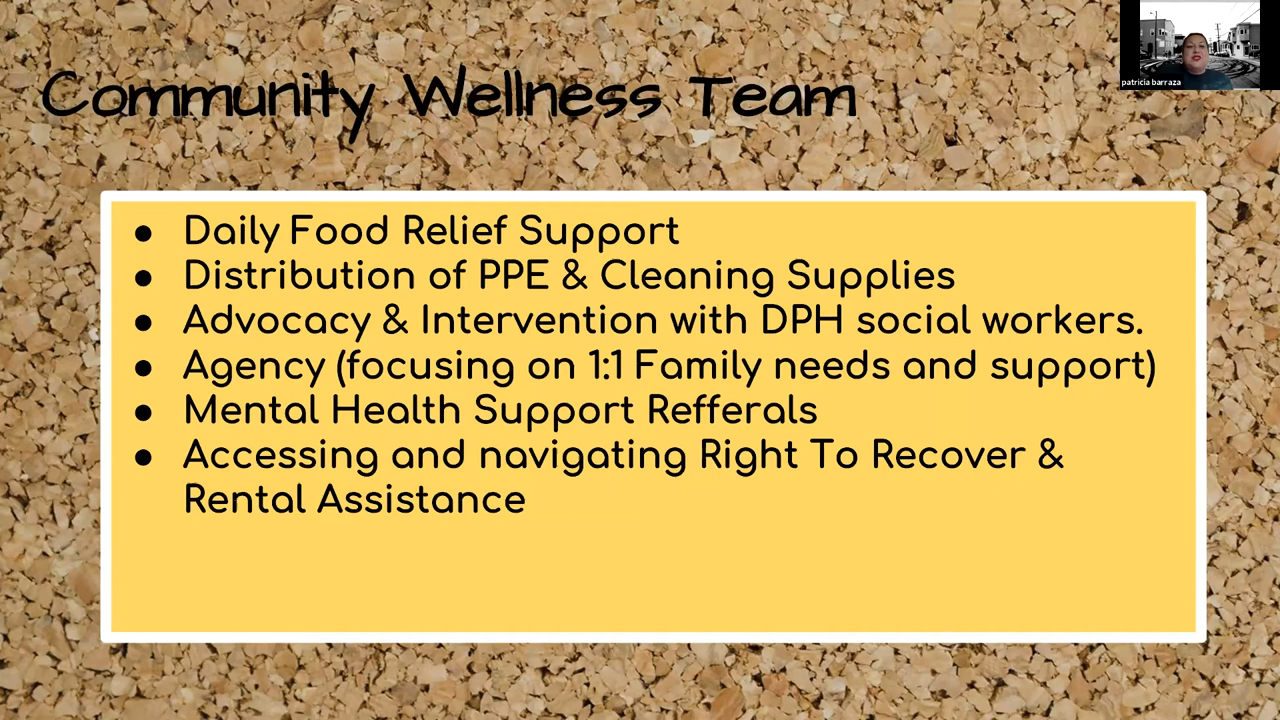 Community Wellness Team
patricia barraza
● Daily Food Relief Support
● Distribution of PPE & Cleaning Supplies
● Advocacy & Intervention with DPH social workers.
● Agency (focusing on 1:1 Family needs and support)
● Mental Health Support Refferals
● Accessing and navigating Right To Recover &
Rental Assistance